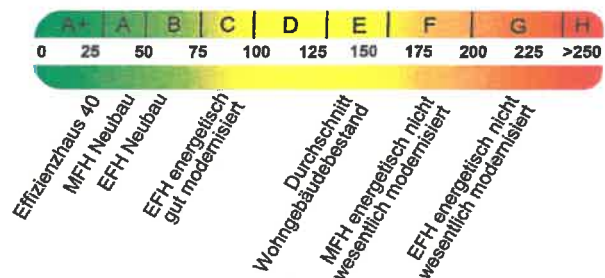 A+ A B C D E F G H
0 25 50 75 100 125 150 175 200 225 >250
Effizienzhaus 40
MFH Neubau
EFH Neubau
EFH energetisch
gut modernisiert
Durchschnitt
Wohngebäudebestand
MFH energetisch nicht
wesentlich modernisiert
EFH energetisch nicht
wesentlich modernisiert